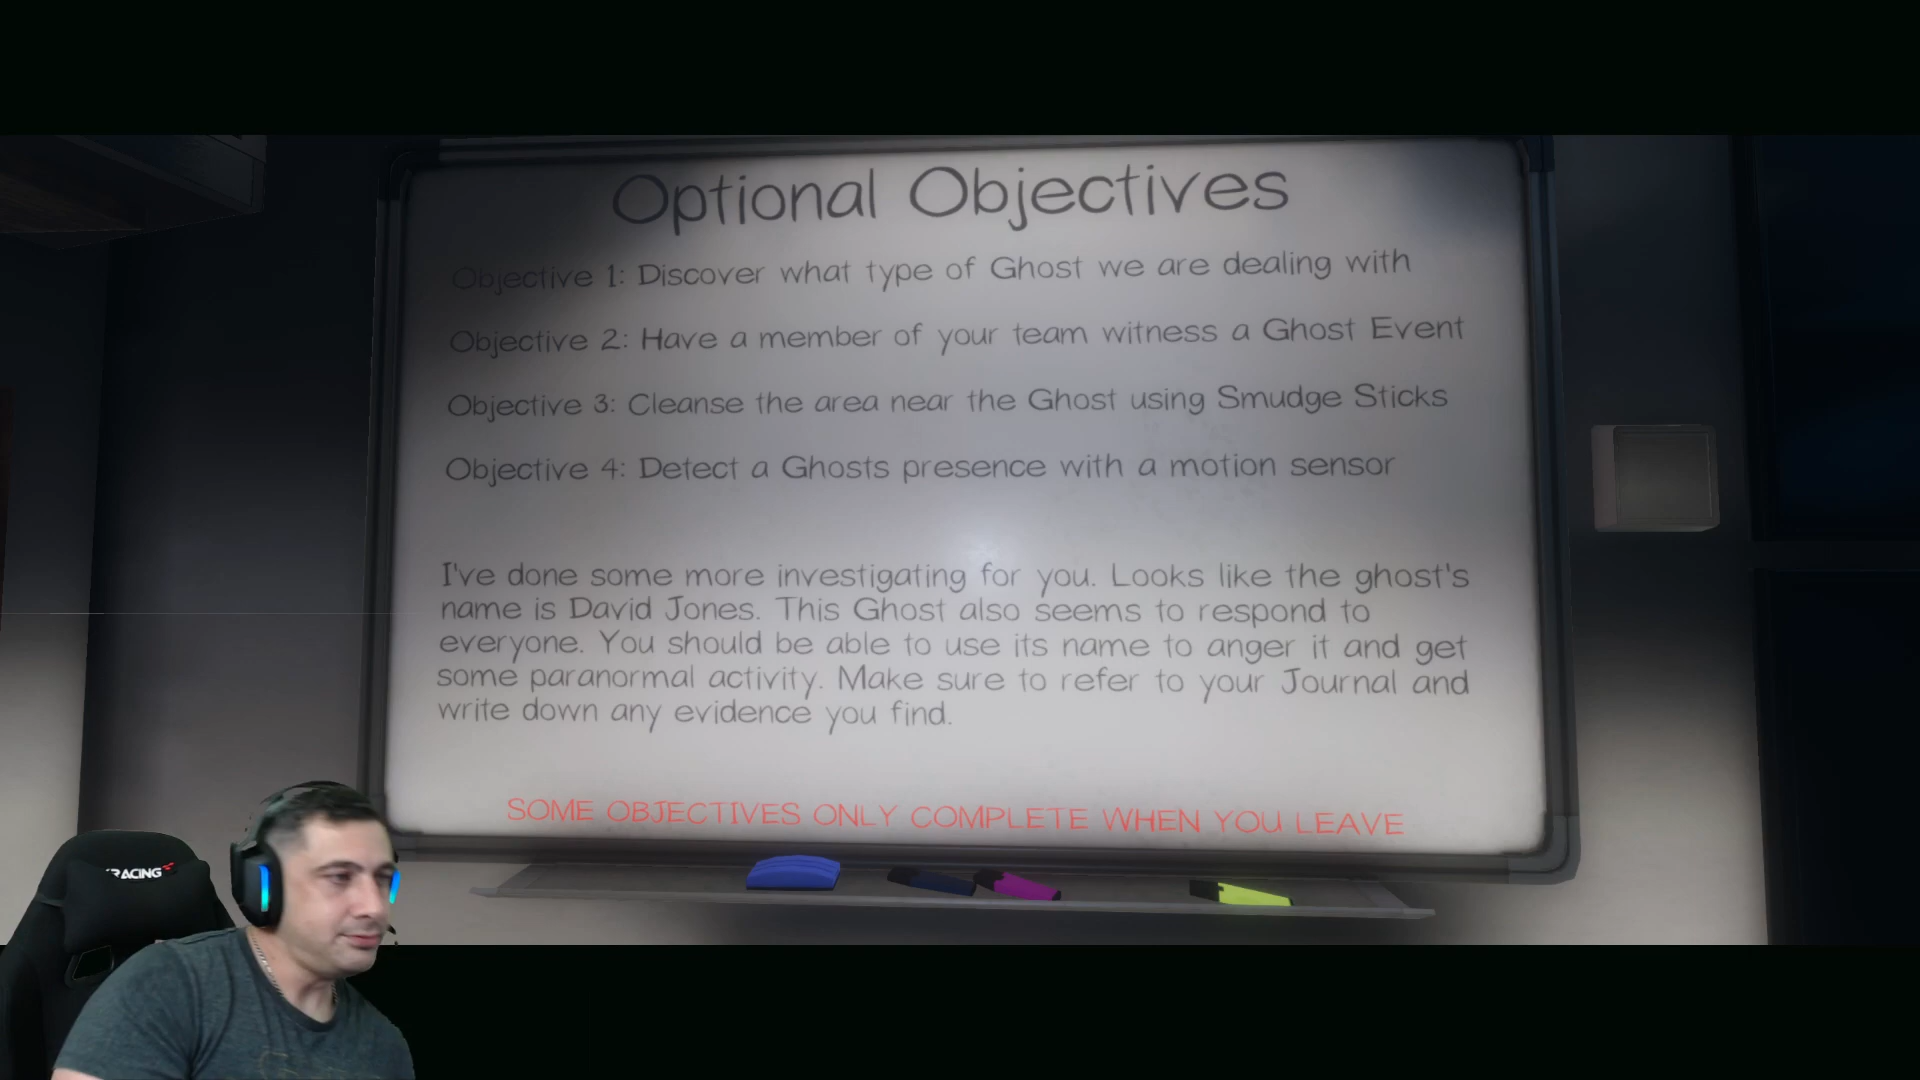 Optional Objectives
Objective 1: Discover what type of Ghost we are dealing with
Objective 2: Have a member of your team witness a Ghost Event
Objective 3: Cleanse the area near the Ghost using Smudge Sticks
Objective 4: Detect a Ghosts presence with a motion sensor
I've done some more investigating for you. Looks like the ghost's
name is David Jones. This Ghost also seems to respond to
everyone. You should be able to use its name to anger it and get
some paranormal activity. Make sure to refer to your Journal and
write down any evidence you find.
SOME OBJECTIVES ONLY COMPLETE WHEN YOU LEAVE
RACING